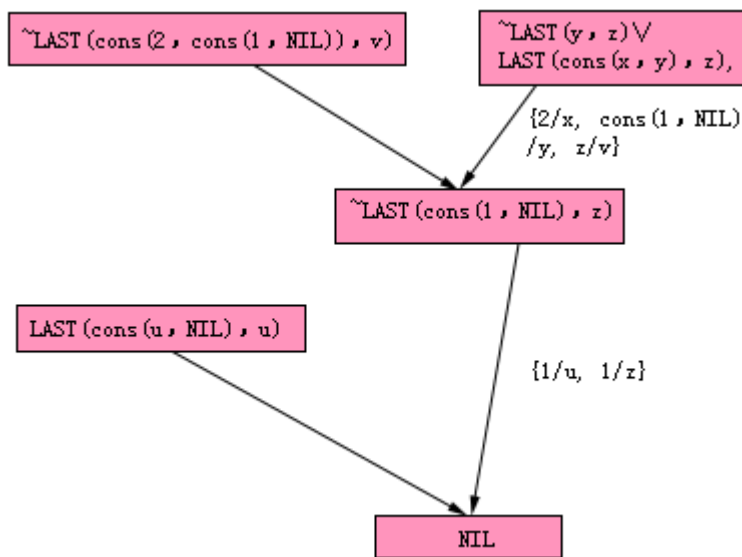 ~LAST(cons(2,cons(1,NIL)),v)
~LAST(y,z)∨
LAST(cons(x,y),z),
{2/x, cons(1,NIL)
/y, z/v}
~LAST(cons(1,NIL),z)
LAST(cons(u,NIL),u)
{1/u, 1/z}
NIL